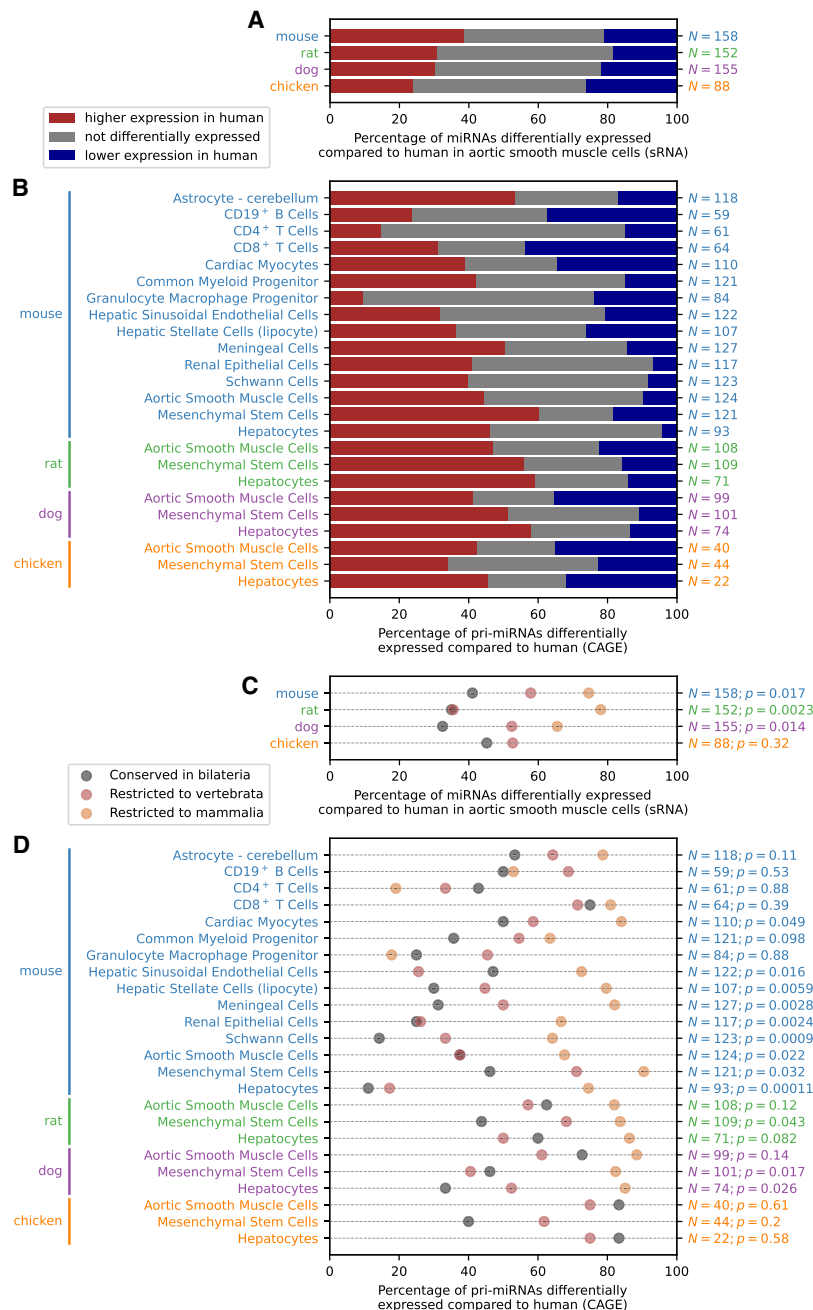 A
mouse N = 158
rat N = 152
dog N = 155
chicken N = 88
0 20 40 60 80 100
Percentage of miRNAs differentially expressed
compared to human in aortic smooth muscle cells (sRNA)
higher expression in human
not differentially expressed
lower expression in human
B
Astrocyte - cerebellum N = 118
CD19⁺ B Cells N = 59
CD4⁺ T Cells N = 61
CD8⁺ T Cells N = 64
Cardiac Myocytes N = 110
Common Myeloid Progenitor N = 121
Granulocyte Macrophage Progenitor N = 84
mouse Hepatic Sinusoidal Endothelial Cells N = 122
Hepatic Stellate Cells (lipocyte) N = 107
Meningeal Cells N = 127
Renal Epithelial Cells N = 117
Schwann Cells N = 123
Aortic Smooth Muscle Cells N = 124
Mesenchymal Stem Cells N = 121
Hepatocytes N = 93
Aortic Smooth Muscle Cells N = 108
rat Mesenchymal Stem Cells N = 109
Hepatocytes N = 71
Aortic Smooth Muscle Cells N = 99
dog Mesenchymal Stem Cells N = 101
Hepatocytes N = 74
Aortic Smooth Muscle Cells N = 40
chicken Mesenchymal Stem Cells N = 44
Hepatocytes N = 22
0 20 40 60 80 100
Percentage of pri-miRNAs differentially
expressed compared to human (CAGE)
C
mouse N = 158; p = 0.017
rat N = 152; p = 0.0023
dog N = 155; p = 0.014
chicken N = 88; p = 0.32
0 20 40 60 80 100
Percentage of miRNAs differentially expressed
compared to human in aortic smooth muscle cells (sRNA)
Conserved in bilateria
Restricted to vertebrata
Restricted to mammalia
D
Astrocyte - cerebellum N = 118; p = 0.11
CD19⁺ B Cells N = 59; p = 0.53
CD4⁺ T Cells N = 61; p = 0.88
CD8⁺ T Cells N = 64; p = 0.39
Cardiac Myocytes N = 110; p = 0.049
Common Myeloid Progenitor N = 121; p = 0.098
Granulocyte Macrophage Progenitor N = 84; p = 0.88
mouse Hepatic Sinusoidal Endothelial Cells N = 122; p = 0.016
Hepatic Stellate Cells (lipocyte) N = 107; p = 0.0059
Meningeal Cells N = 127; p = 0.0028
Renal Epithelial Cells N = 117; p = 0.0024
Schwann Cells N = 123; p = 0.0009
Aortic Smooth Muscle Cells N = 124; p = 0.022
Mesenchymal Stem Cells N = 121; p = 0.032
Hepatocytes N = 93; p = 0.00011
Aortic Smooth Muscle Cells N = 108; p = 0.12
rat Mesenchymal Stem Cells N = 109; p = 0.043
Hepatocytes N = 71; p = 0.082
Aortic Smooth Muscle Cells N = 99; p = 0.14
dog Mesenchymal Stem Cells N = 101; p = 0.017
Hepatocytes N = 74; p = 0.026
Aortic Smooth Muscle Cells N = 40; p = 0.61
chicken Mesenchymal Stem Cells N = 44; p = 0.2
Hepatocytes N = 22; p = 0.58
0 20 40 60 80 100
Percentage of pri-miRNAs differentially
expressed compared to human (CAGE)